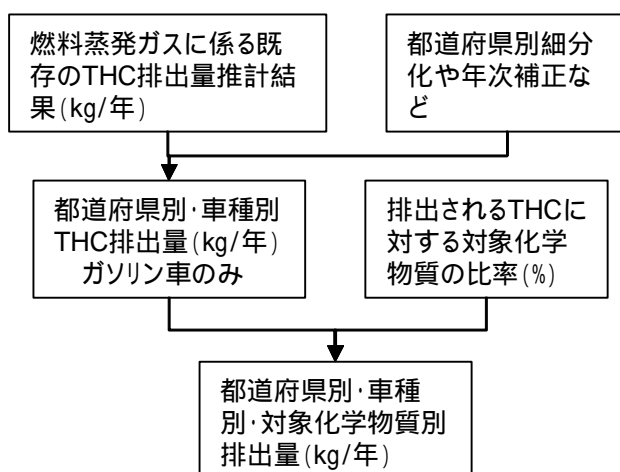 燃料蒸発ガスに係る既
存のTHC排出量推計結
果(kg/年)
都道府県別細分
化や年次補正な
ど
都道府県別・車種別
THC排出量(kg/年)
ガソリン車のみ
排出されるTHCに
対する対象化学
物質の比率(%)
都道府県別・車種
別・対象化学物質別
排出量(kg/年)